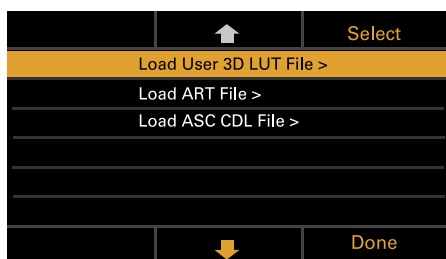 Select
Load User 3D LUT File >
Load ART File >
Load ASC CDL File >
Done